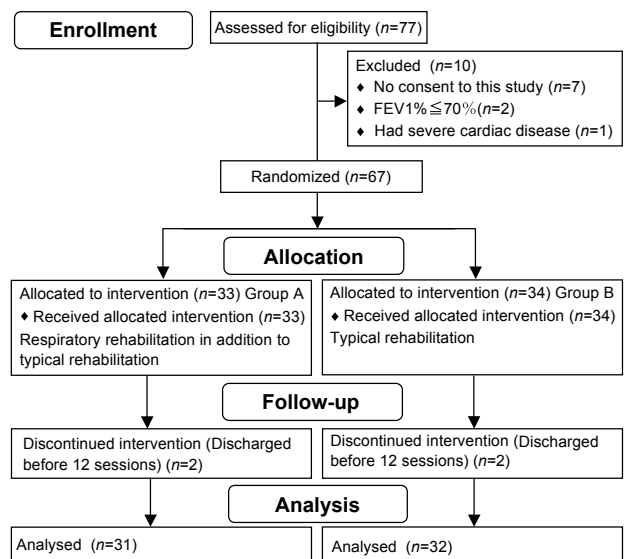 Enrollment
Assessed for eligibility (n=77)
Excluded (n=10)
♦ No consent to this study (n=7)
♦ FEV1%≦70%(n=2)
♦ Had severe cardiac disease (n=1)
Randomized (n=67)
Allocation
Allocated to intervention (n=33) Group A
♦ Received allocated intervention (n=33)
Respiratory rehabilitation in addition to
typical rehabilitation
Allocated to intervention (n=34) Group B
♦ Received allocated intervention (n=34)
Typical rehabilitation
Follow-up
Discontinued intervention (Discharged
before 12 sessions) (n=2)
Discontinued intervention (Discharged
before 12 sessions) (n=2)
Analysis
Analysed (n=31)
Analysed (n=32)